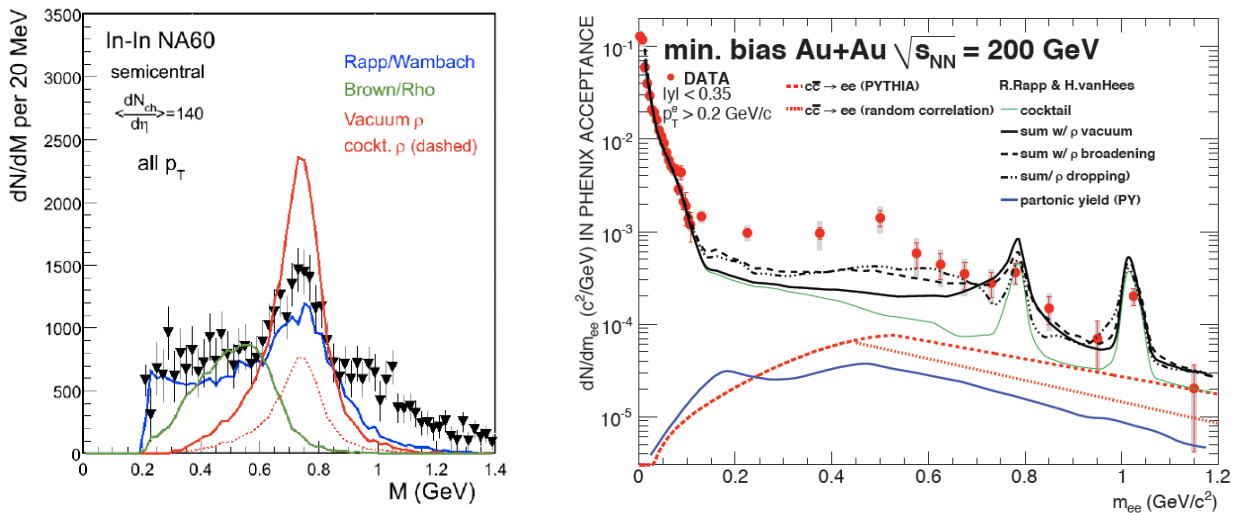 dN/dM per 20 MeV
3500
3000
2500
2000
1500
1000
500
0
In-In NA60
semicentral
<dN_ch/dη>=140
all p_T
Rapp/Wambach
Brown/Rho
Vacuum ρ
cockt. ρ (dashed)
0 0.2 0.4 0.6 0.8 1 1.2 1.4
M (GeV)
dN/dm_ee (c²/GeV) IN PHENIX ACCEPTANCE
10⁻¹
10⁻²
10⁻³
10⁻⁴
10⁻⁵
min. bias Au+Au √s_NN = 200 GeV
DATA
|y| < 0.35
p_T^e > 0.2 GeV/c
cc̄ → ee (PYTHIA)
cc̄ → ee (random correlation)
R.Rapp & H.vanHees
cocktail
sum w/ ρ vacuum
sum w/ ρ broadening
sum/ ρ dropping)
partonic yield (PY)
0 0.2 0.4 0.6 0.8 1 1.2
m_ee (GeV/c²)